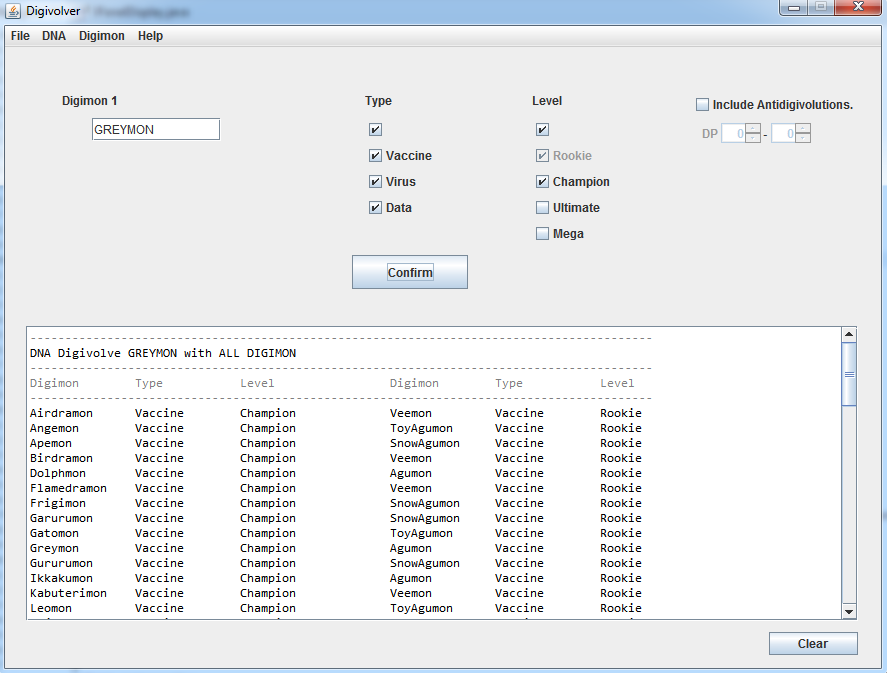 Digivolver
File DNA Digimon Help
Digimon 1 Type Level Include Antidigivolutions.
GREYMON DP 0 - 0
Vaccine Rookie
Virus Champion
Data Ultimate
Mega
Confirm
--------------------------------------------------------------------------------
DNA Digivolve GREYMON with ALL DIGIMON
--------------------------------------------------------------------------------
Digimon Type Level Digimon Type Level
--------------------------------------------------------------------------------
Airdramon Vaccine Champion Veemon Vaccine Rookie
Angemon Vaccine Champion ToyAgumon Vaccine Rookie
Apemon Vaccine Champion SnowAgumon Vaccine Rookie
Birdramon Vaccine Champion Veemon Vaccine Rookie
Dolphmon Vaccine Champion Agumon Vaccine Rookie
Flamedramon Vaccine Champion Veemon Vaccine Rookie
Frigimon Vaccine Champion SnowAgumon Vaccine Rookie
Garurumon Vaccine Champion SnowAgumon Vaccine Rookie
Gatomon Vaccine Champion ToyAgumon Vaccine Rookie
Greymon Vaccine Champion Agumon Vaccine Rookie
Gururumon Vaccine Champion SnowAgumon Vaccine Rookie
Ikkakumon Vaccine Champion Agumon Vaccine Rookie
Kabuterimon Vaccine Champion Veemon Vaccine Rookie
Leomon Vaccine Champion ToyAgumon Vaccine Rookie
Clear